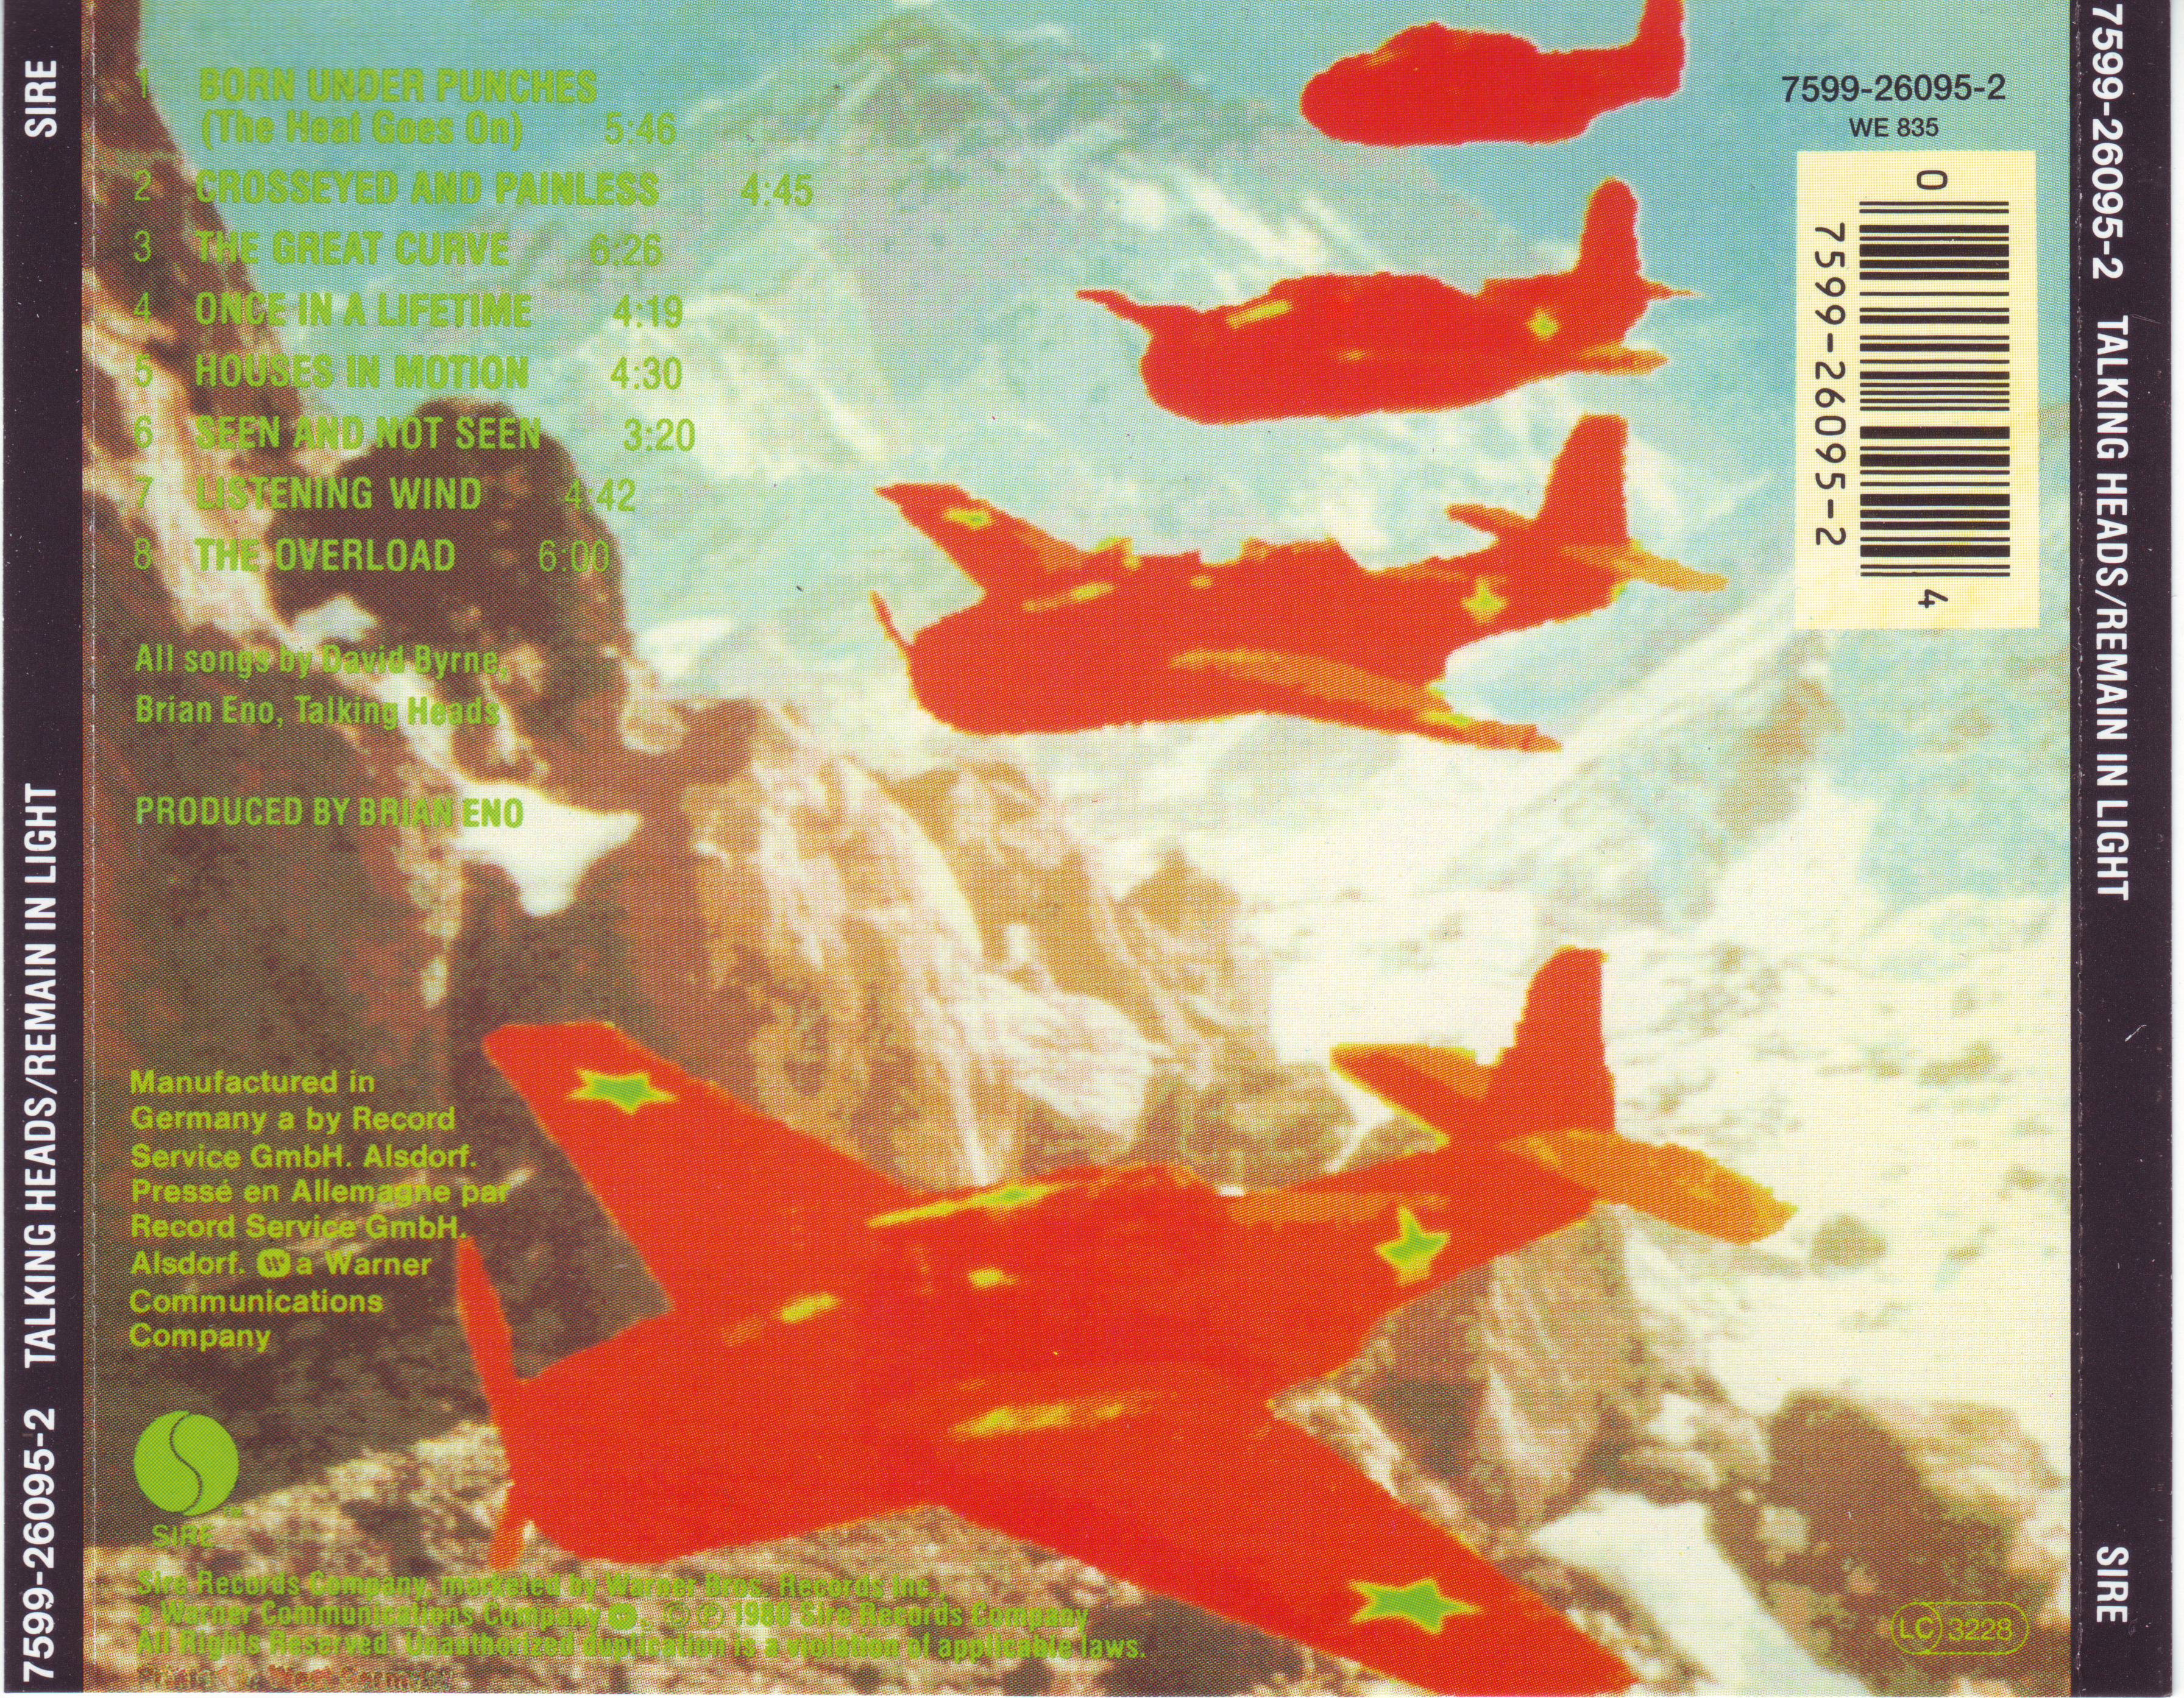 7599-26095-2 TALKING HEADS/REMAIN IN LIGHT SIRE
1 BORN UNDER PUNCHES
(The Heat Goes On) 5:46
2 CROSSEYED AND PAINLESS 4:45
3 THE GREAT CURVE 6:26
4 ONCE IN A LIFETIME 4:19
5 HOUSES IN MOTION 4:30
6 SEEN AND NOT SEEN 3:20
7 LISTENING WIND 4:42
8 THE OVERLOAD 6:00
All songs by David Byrne,
Brian Eno, Talking Heads
PRODUCED BY BRIAN ENO
Manufactured in
Germany a by Record
Service GmbH. Alsdorf.
Pressé en Allemagne par
Record Service GmbH.
Alsdorf. W a Warner
Communications
Company
SIRE
Sire Records Company, marketed by Warner Bros. Records Inc.,
a Warner Communications Company W. © ℗ 1980 Sire Records Company
All Rights Reserved. Unauthorized duplication is a violation of applicable laws.
Printed in West Germany
7599-26095-2
WE 835
0 7599-26095-2 4
LC 3228
7599-26095-2 TALKING HEADS/REMAIN IN LIGHT SIRE